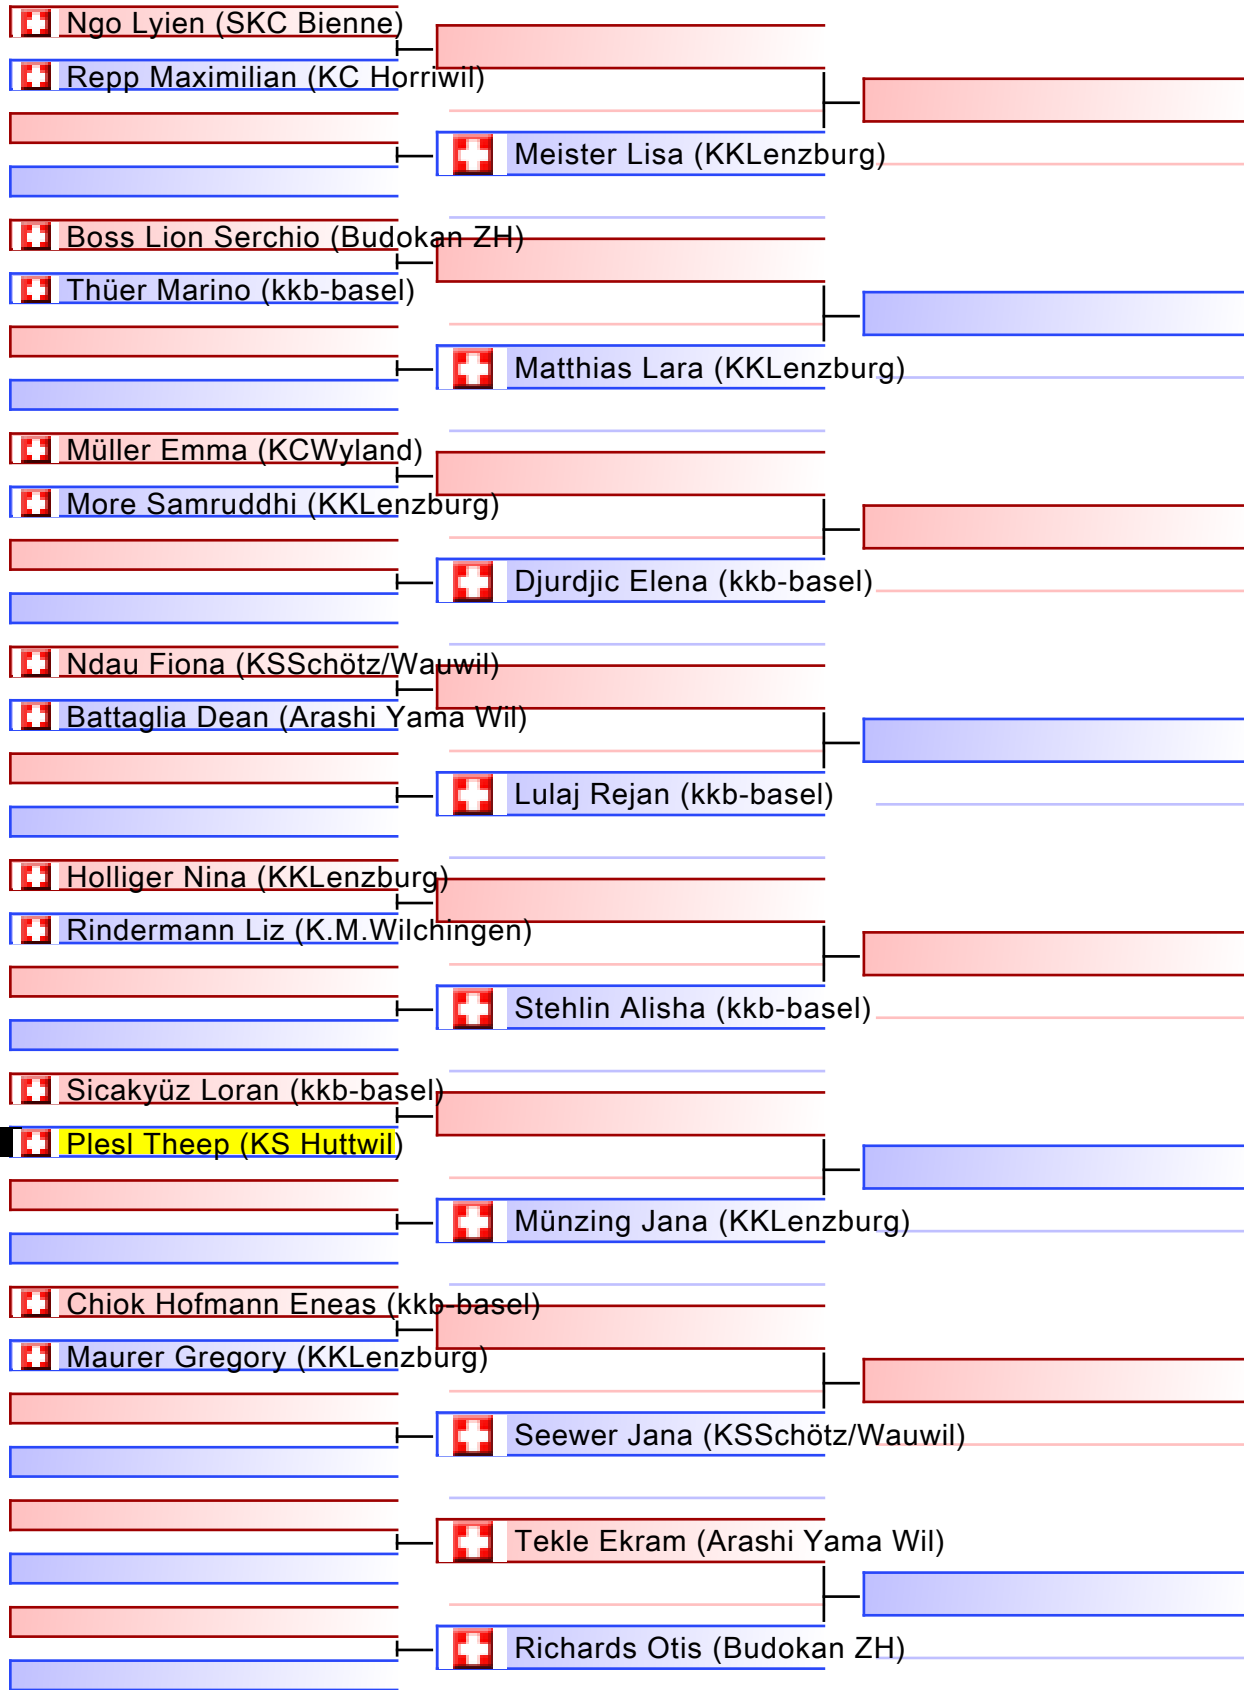 Ngo Lyien (SKC Bienne)
Repp Maximilian (KC Horriwil)
Meister Lisa (KKLenzburg)
Boss Lion Serchio (Budokan ZH)
Thüer Marino (kkb-basel)
Matthias Lara (KKLenzburg)
Müller Emma (KCWyland)
More Samruddhi (KKLenzburg)
Djurdjic Elena (kkb-basel)
Ndau Fiona (KSSchötz/Wauwil)
Battaglia Dean (Arashi Yama Wil)
Lulaj Rejan (kkb-basel)
Holliger Nina (KKLenzburg)
Rindermann Liz (K.M.Wilchingen)
Stehlin Alisha (kkb-basel)
Sicakyüz Loran (kkb-basel)
Plesl Theep (KS Huttwil)
Münzing Jana (KKLenzburg)
Chiok Hofmann Eneas (kkb-basel)
Maurer Gregory (KKLenzburg)
Seewer Jana (KSSchötz/Wauwil)
Tekle Ekram (Arashi Yama Wil)
Richards Otis (Budokan ZH)